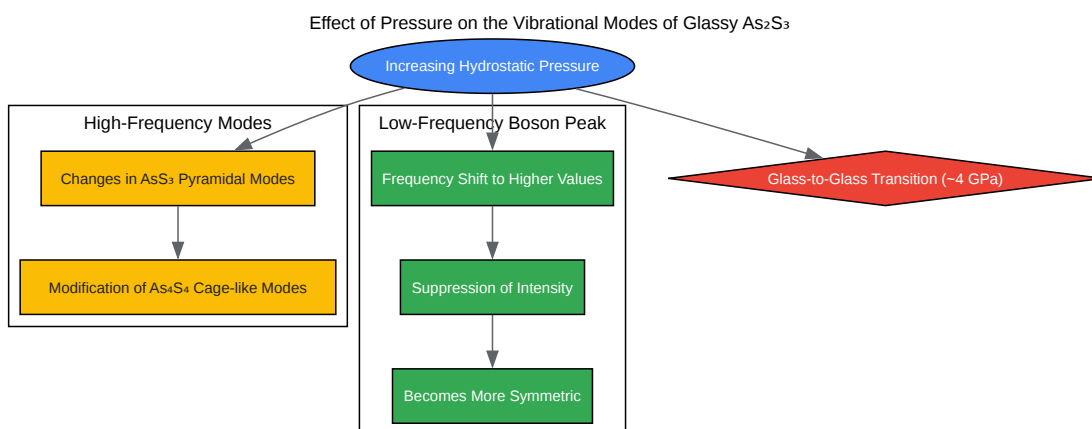 Effect of Pressure on the Vibrational Modes of Glassy As₂S₃
Increasing Hydrostatic Pressure
High-Frequency Modes
Changes in AsS₃ Pyramidal Modes
Modification of As₄S₄ Cage-like Modes
Low-Frequency Boson Peak
Frequency Shift to Higher Values
Suppression of Intensity
Becomes More Symmetric
Glass-to-Glass Transition (~4 GPa)